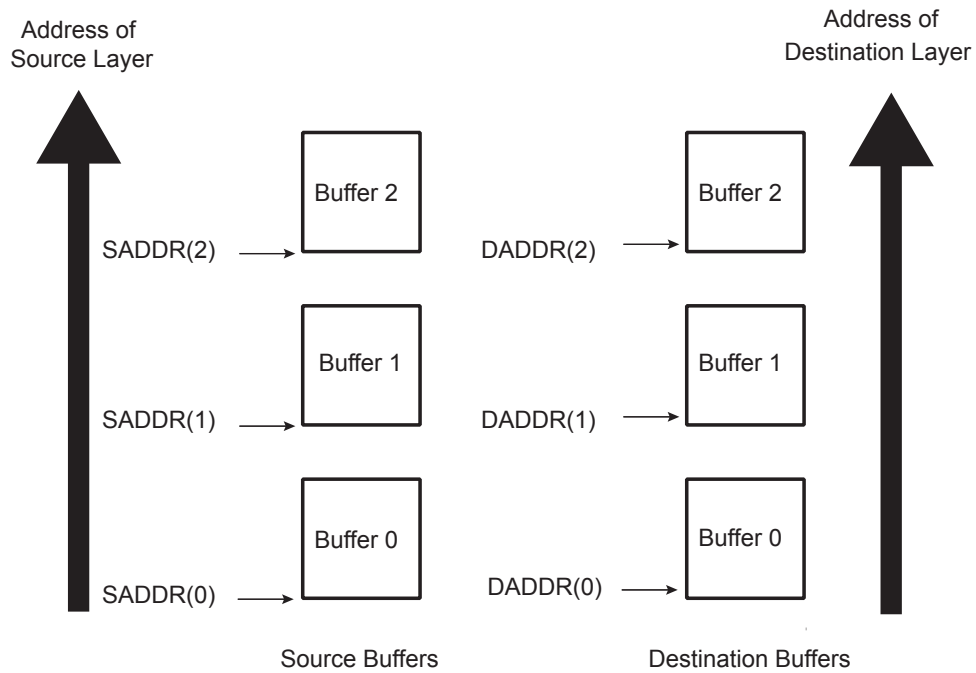 Address of
Source Layer
Address of
Destination Layer
Buffer 2
Buffer 2
SADDR(2)
DADDR(2)
Buffer 1
Buffer 1
SADDR(1)
DADDR(1)
Buffer 0
Buffer 0
SADDR(0)
DADDR(0)
Source Buffers
Destination Buffers